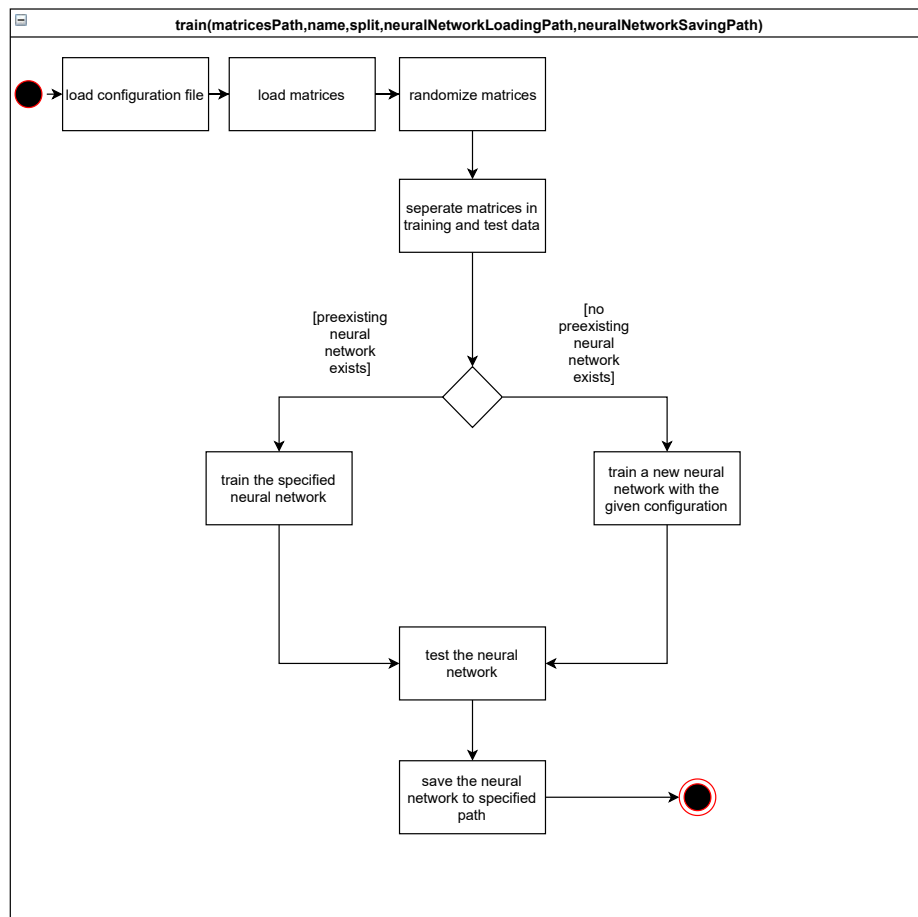 train(matricesPath,name,split,neuralNetworkLoadingPath,neuralNetworkSavingPath)
load configuration file
load matrices
randomize matrices
seperate matrices in
training and test data
[preexisting
neural
network
exists]
[no
preexisting
neural
network
exists]
train the specified
neural network
train a new neural
network with the
given configuration
test the neural
network
save the neural
network to specified
path